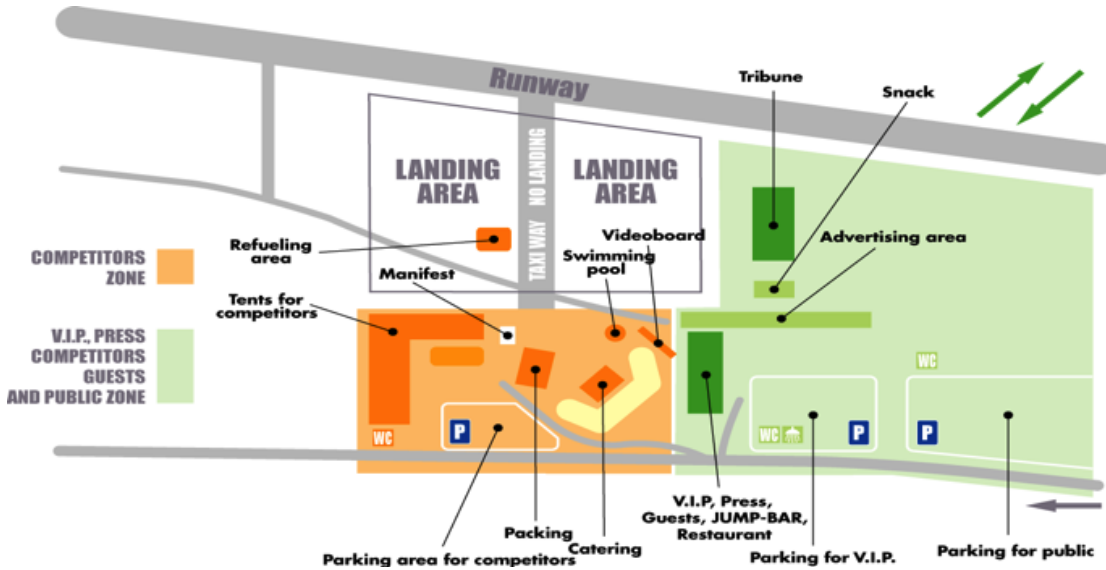 Runway
Tribune
Snack
LANDING
AREA
TAXI WAY NO LANDING
LANDING
AREA
Refueling
area
Videoboard
Advertising area
Swimming
pool
Manifest
COMPETITORS
ZONE
Tents for
competitors
V.I.P., PRESS
COMPETITORS
GUESTS
AND PUBLIC ZONE
WC
WC
P
WC
P
P
V.I.P, Press,
Guests, JUMP-BAR,
Restaurant
Packing
Catering
Parking area for competitors
Parking for V.I.P.
Parking for public